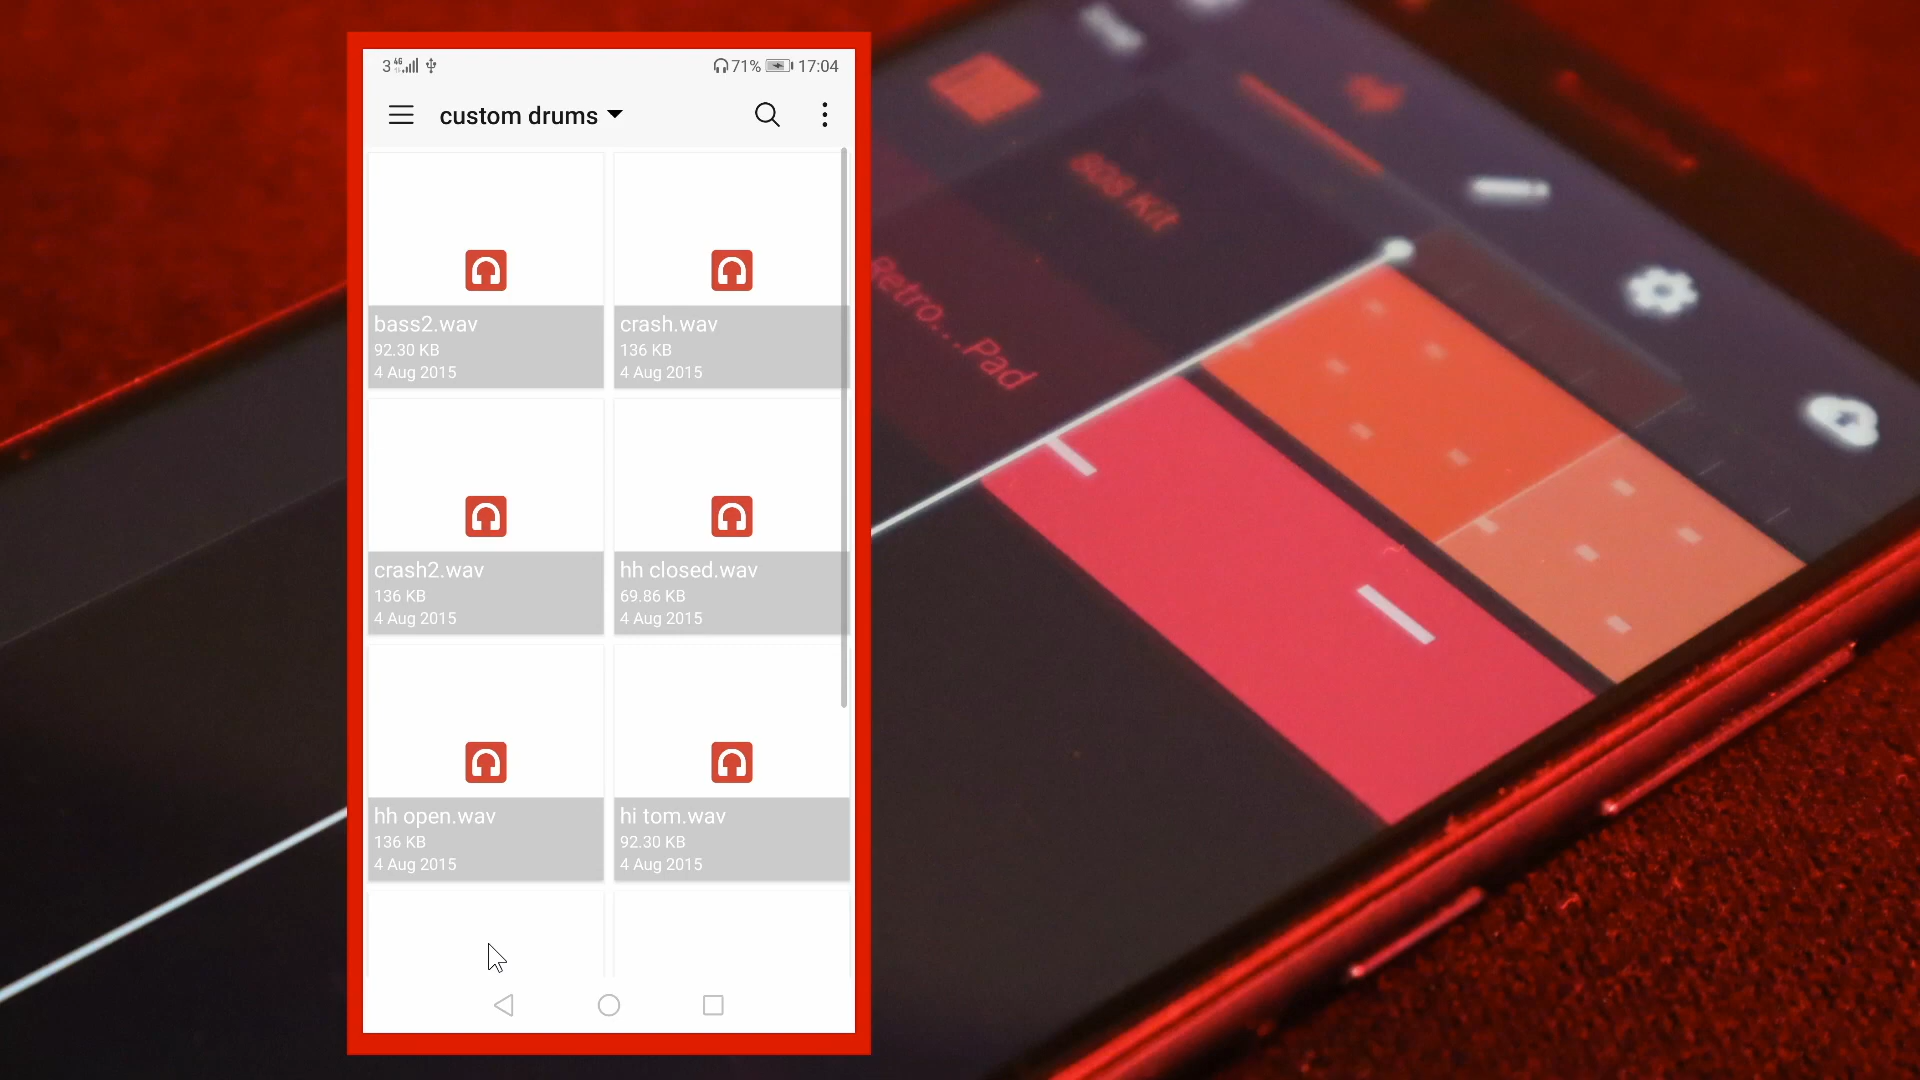 3 4G 71% 17:04
custom drums
bass2.wav
92.30 KB
4 Aug 2015
crash.wav
136 KB
4 Aug 2015
crash2.wav
136 KB
4 Aug 2015
hh closed.wav
69.86 KB
4 Aug 2015
hh open.wav
136 KB
4 Aug 2015
hi tom.wav
92.30 KB
4 Aug 2015
808 Kit
Retro...Pad